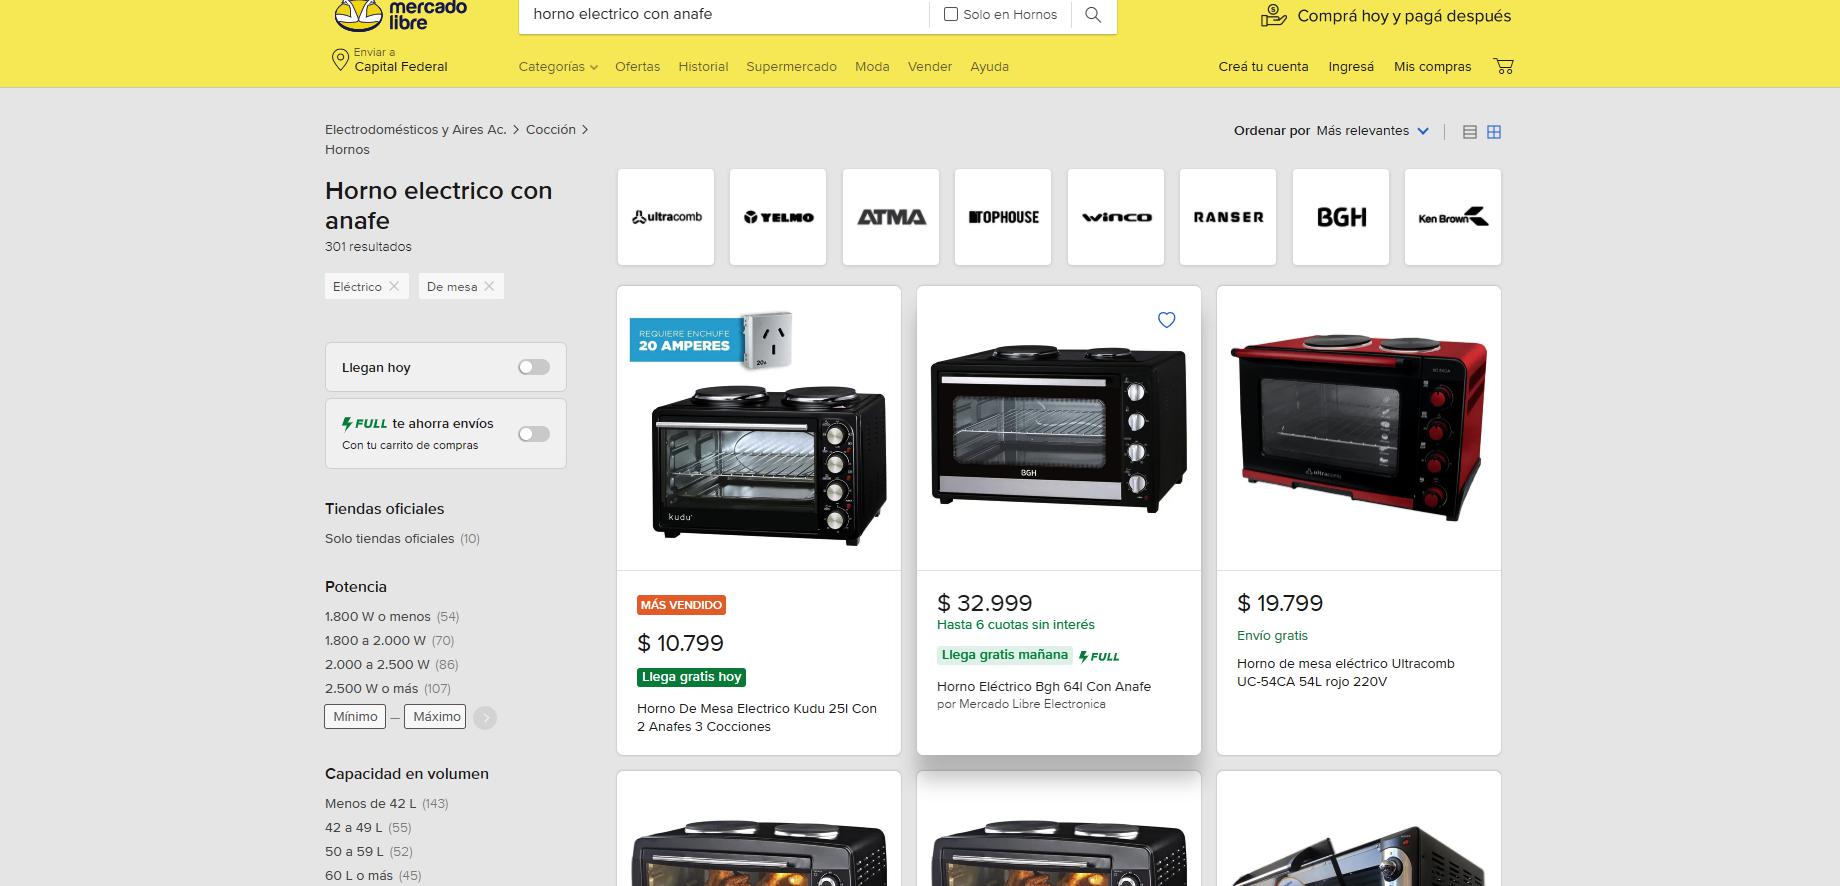 mercado
libre
horno electrico con anafe
Solo en Hornos
Comprá hoy y pagá después
Enviar a
Capital Federal
Categorías
Ofertas
Historial
Supermercado
Moda
Vender
Ayuda
Creá tu cuenta
Ingresá
Mis compras
Electrodomésticos y Aires Ac. > Cocción >
Hornos
Ordenar por Más relevantes
Horno electrico con
anafe
301 resultados
Eléctrico
De mesa
Llegan hoy
FULL te ahorra envíos
Con tu carrito de compras
Tiendas oficiales
Solo tiendas oficiales (10)
Potencia
1.800 W o menos (54)
1.800 a 2.000 W (70)
2.000 a 2.500 W (86)
2.500 W o más (107)
Mínimo — Máximo
Capacidad en volumen
Menos de 42 L (143)
42 a 49 L (55)
50 a 59 L (52)
60 L o más (45)
ultracomb
YELMO
ATMA
TOPHOUSE
WINCO
RANSER
BGH
Ken Brown
REQUIERE ENCHUFE
20 AMPERES
20A
kudu
MÁS VENDIDO
$ 10.799
Llega gratis hoy
Horno De Mesa Electrico Kudu 25l Con
2 Anafes 3 Cocciones
BGH
$ 32.999
Hasta 6 cuotas sin interés
Llega gratis mañana FULL
Horno Eléctrico Bgh 64l Con Anafe
por Mercado Libre Electronica
ultracomb
$ 19.799
Envío gratis
Horno de mesa eléctrico Ultracomb
UC-54CA 54L rojo 220V